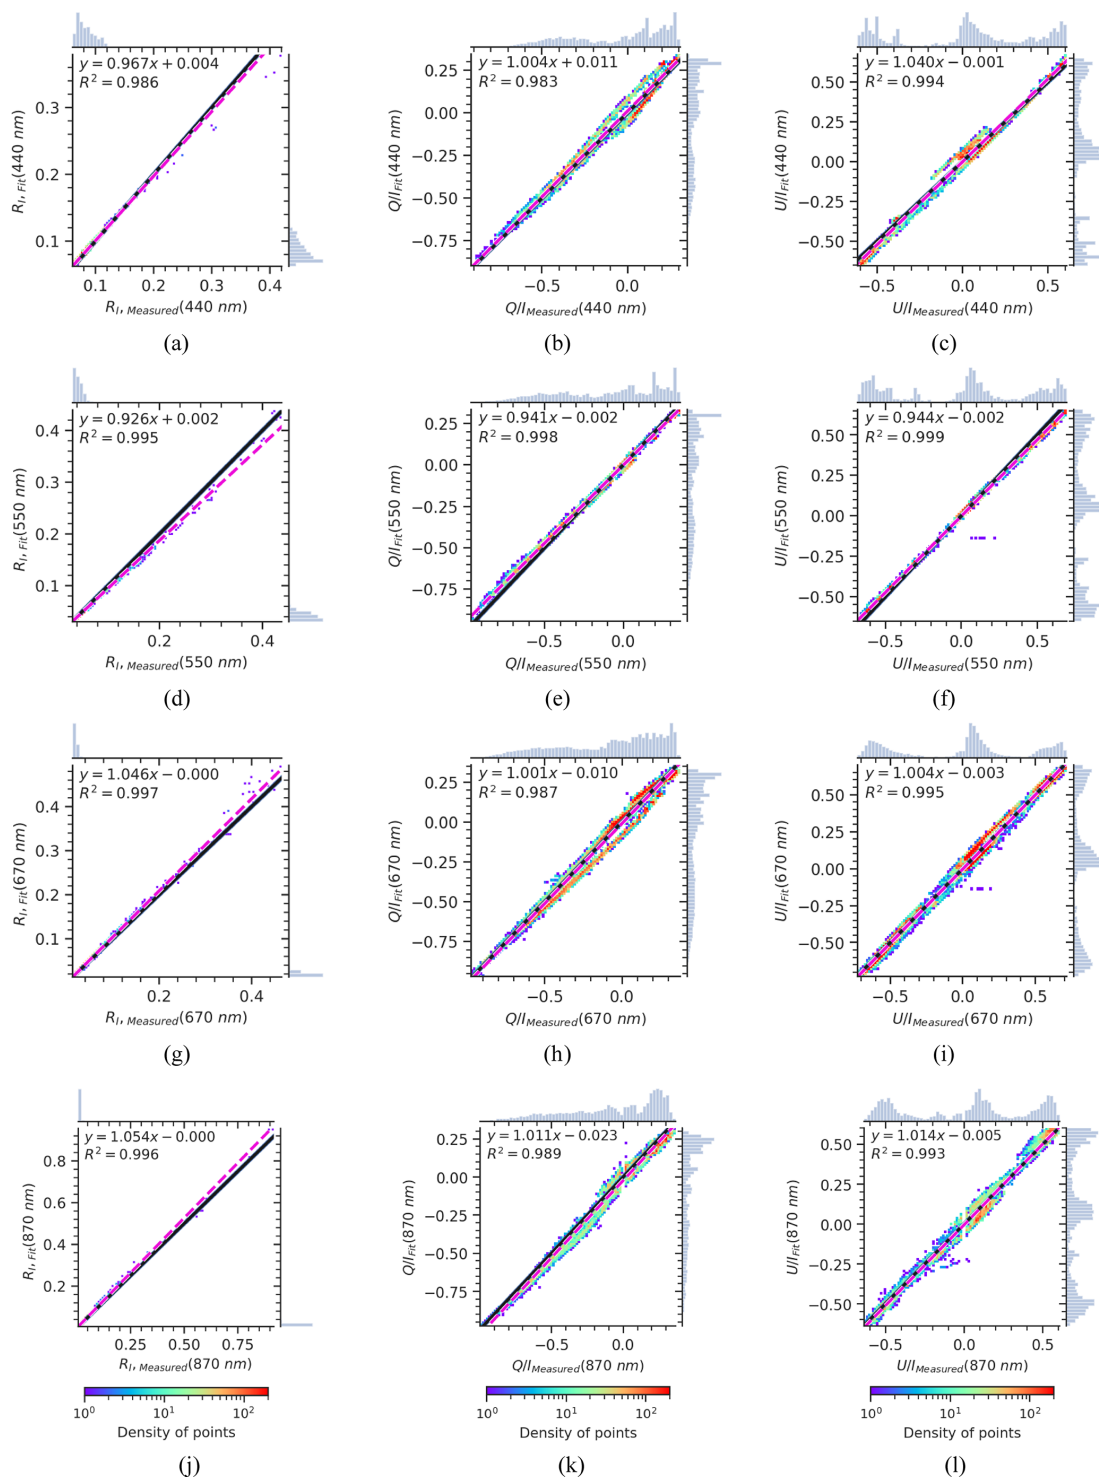 y = 0.967x + 0.004
R² = 0.986
R_I, Fit(440 nm)
0.3
0.2
0.1
0.1 0.2 0.3 0.4
R_I, Measured(440 nm)
(a)
y = 1.004x + 0.011
R² = 0.983
Q/I_Fit(440 nm)
0.25
0.00
−0.25
−0.50
−0.75
−0.5 0.0
Q/I_Measured(440 nm)
(b)
y = 1.040x − 0.001
R² = 0.994
U/I_Fit(440 nm)
0.50
0.25
0.00
−0.25
−0.50
−0.5 0.0 0.5
U/I_Measured(440 nm)
(c)
y = 0.926x + 0.002
R² = 0.995
R_I, Fit(550 nm)
0.4
0.3
0.2
0.1
0.2 0.4
R_I, Measured(550 nm)
(d)
y = 0.941x − 0.002
R² = 0.998
Q/I_Fit(550 nm)
0.25
0.00
−0.25
−0.50
−0.75
−0.5 0.0
Q/I_Measured(550 nm)
(e)
y = 0.944x − 0.002
R² = 0.999
U/I_Fit(550 nm)
0.50
0.25
0.00
−0.25
−0.50
−0.5 0.0 0.5
U/I_Measured(550 nm)
(f)
y = 1.046x − 0.000
R² = 0.997
R_I, Fit(670 nm)
0.4
0.3
0.2
0.1
0.2 0.4
R_I, Measured(670 nm)
(g)
y = 1.001x − 0.010
R² = 0.987
Q/I_Fit(670 nm)
0.25
0.00
−0.25
−0.50
−0.75
−0.5 0.0
Q/I_Measured(670 nm)
(h)
y = 1.004x − 0.003
R² = 0.995
U/I_Fit(670 nm)
0.50
0.25
0.00
−0.25
−0.50
−0.5 0.0 0.5
U/I_Measured(670 nm)
(i)
y = 1.054x − 0.000
R² = 0.996
R_I, Fit(870 nm)
0.8
0.6
0.4
0.2
0.25 0.50 0.75
R_I, Measured(870 nm)
10⁰ 10¹ 10²
Density of points
(j)
y = 1.011x − 0.023
R² = 0.989
Q/I_Fit(870 nm)
0.25
0.00
−0.25
−0.50
−0.75
−0.5 0.0
Q/I_Measured(870 nm)
10⁰ 10¹ 10²
Density of points
(k)
y = 1.014x − 0.005
R² = 0.993
U/I_Fit(870 nm)
0.50
0.25
0.00
−0.25
−0.50
−0.5 0.0 0.5
U/I_Measured(870 nm)
10⁰ 10¹ 10²
Density of points
(l)